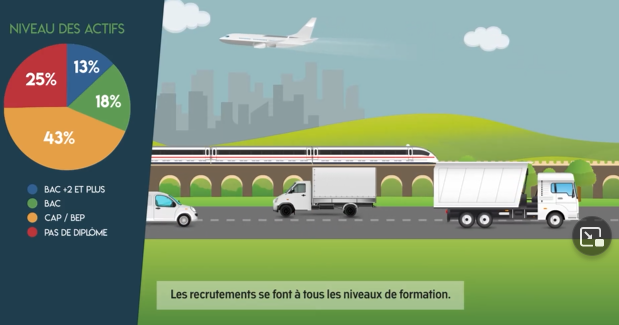 NIVEAU DES ACTIFS
13%
25%
18%
43%
BAC +2 ET PLUS
BAC
CAP / BEP
PAS DE DIPLÔME
Les recrutements se font à tous les niveaux de formation.